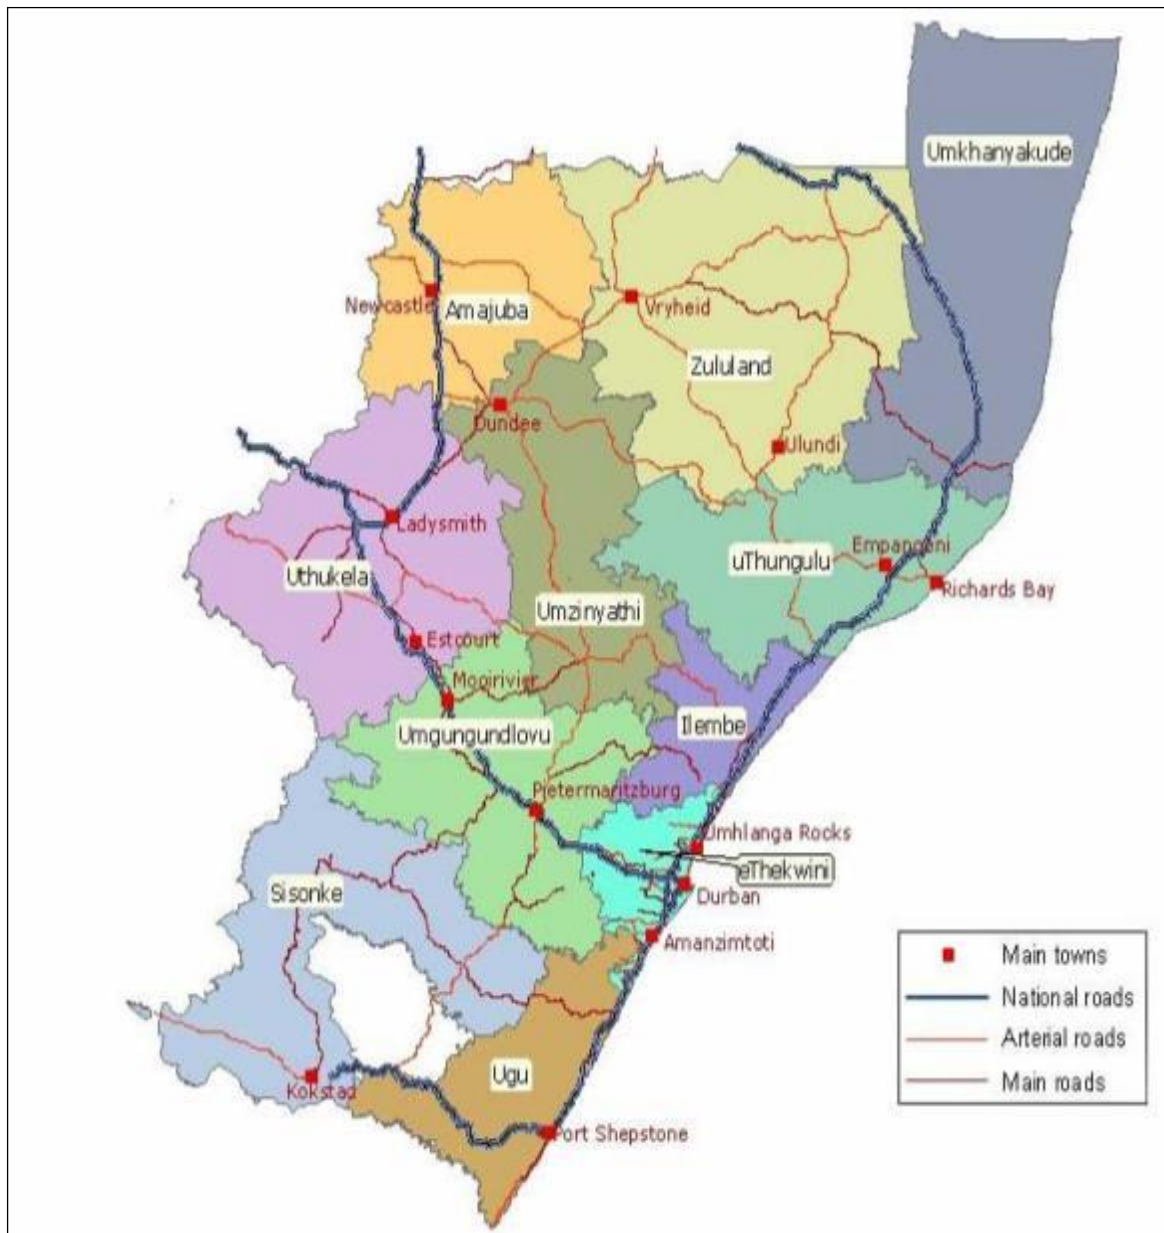 Umkhanyakude
Newcastle
Amajuba
Vryheid
Zululand
Dundee
Ulundi
Ladysmith
Empangeni
uThungulu
Uthukela
Richards Bay
Umzinyathi
Estcourt
Mooirivier
Ilembe
Umgungundlovu
Pietermaritzburg
Umhlanga Rocks
eThekwini
Sisonke
Durban
Amanzimtoti
Main towns
National roads
Arterial roads
Ugu
Main roads
Kokstad
Port Shepstone